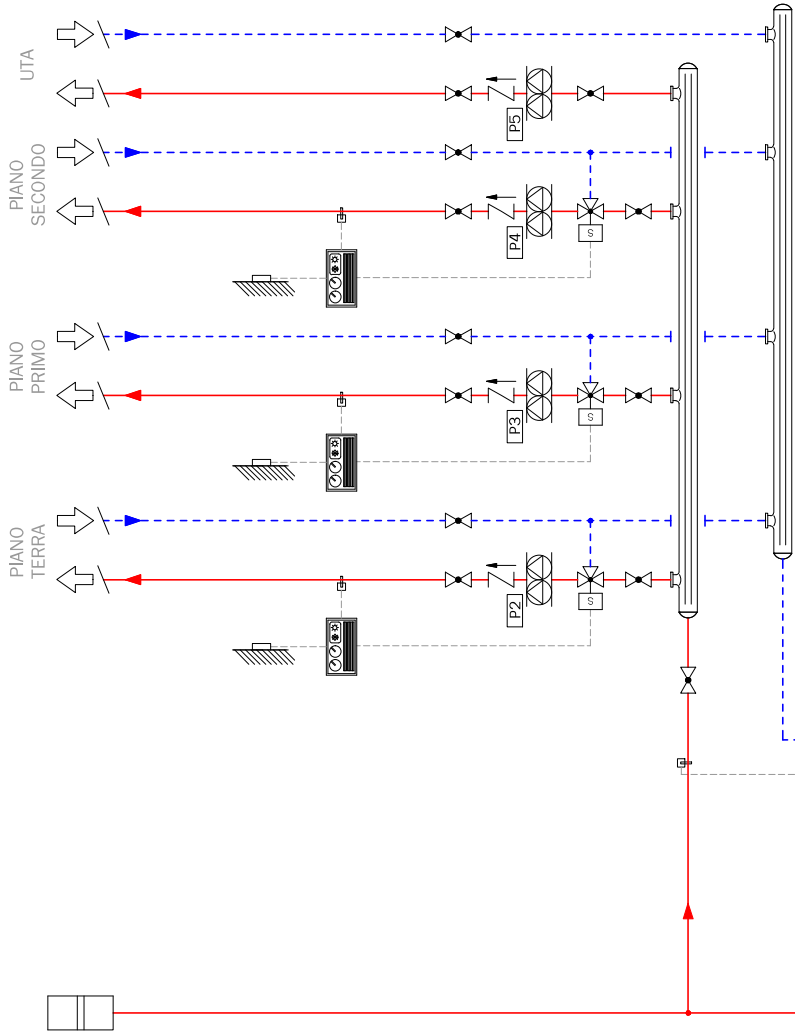 PIANO
TERRA
PIANO
PRIMO
PIANO
SECONDO
UTA
P2
P3
P4
P5
S
S
S